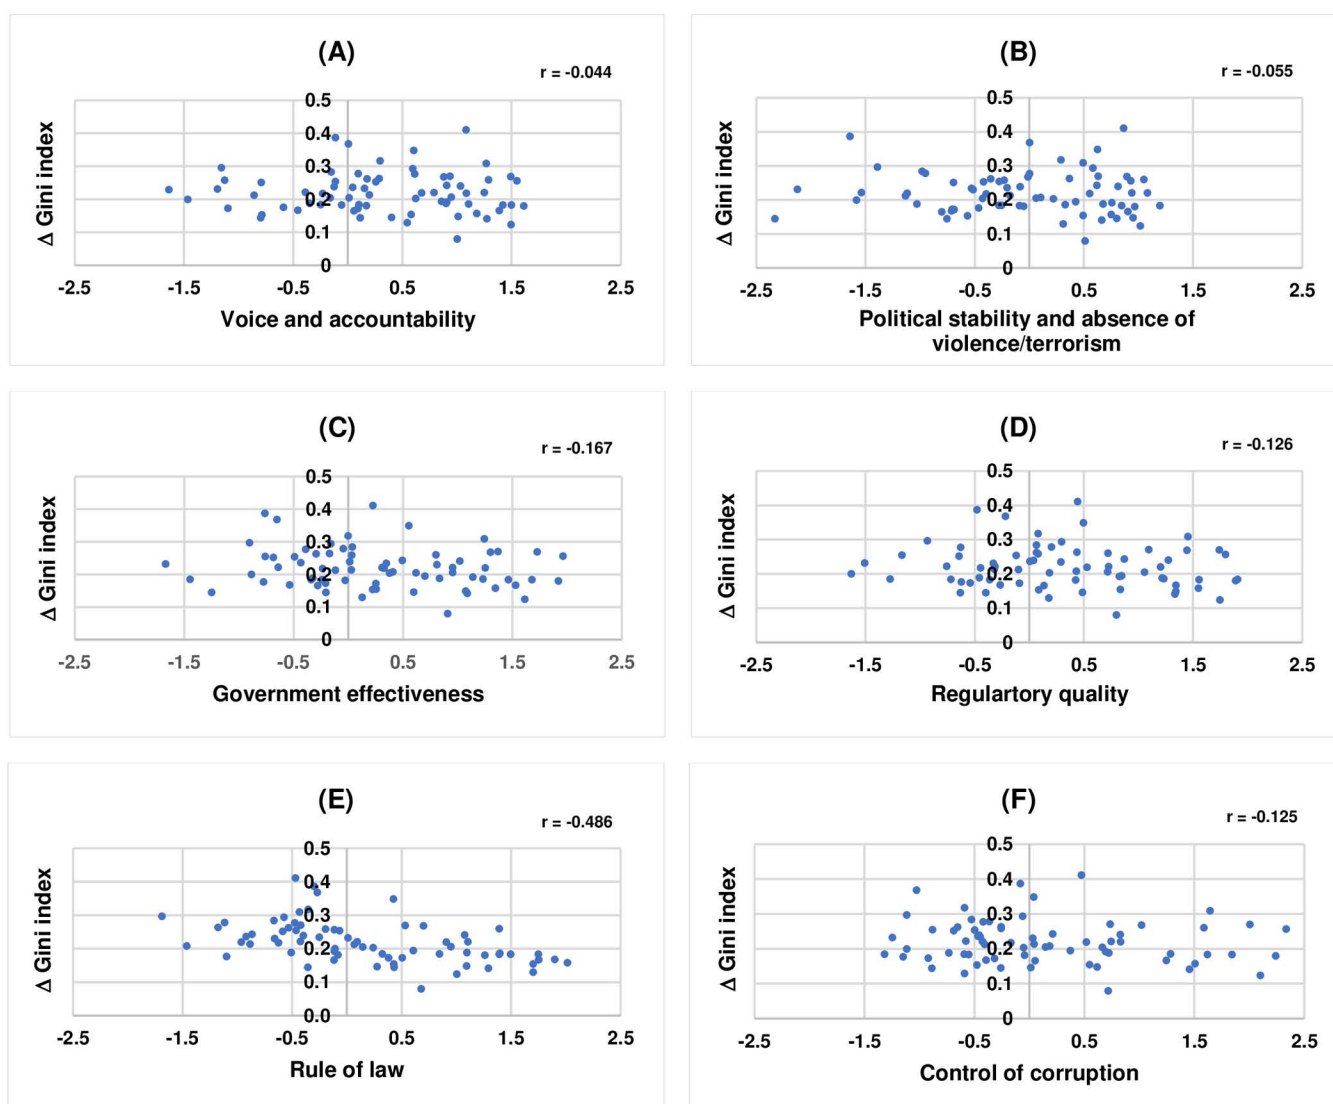 (A)
r = -0.044
Δ Gini index
0.5
0.4
0.3
0.2
0.1
0
-2.5 -1.5 -0.5 0.5 1.5 2.5
Voice and accountability
(B)
r = -0.055
Δ Gini index
0.5
0.4
0.3
0.2
0.1
0
-2.5 -1.5 -0.5 0.5 1.5 2.5
Political stability and absence of
violence/terrorism
(C)
r = -0.167
Δ Gini index
0.5
0.4
0.3
0.2
0.1
0
-2.5 -1.5 -0.5 0.5 1.5 2.5
Government effectiveness
(D)
r = -0.126
Δ Gini index
0.5
0.4
0.3
0.2
0.1
0
-2.5 -1.5 -0.5 0.5 1.5 2.5
Regulartory quality
(E)
r = -0.486
Δ Gini index
0.5
0.4
0.3
0.2
0.1
0.0
-2.5 -1.5 -0.5 0.5 1.5 2.5
Rule of law
(F)
r = -0.125
Δ Gini index
0.5
0.4
0.3
0.2
0.1
0
-2.5 -1.5 -0.5 0.5 1.5 2.5
Control of corruption